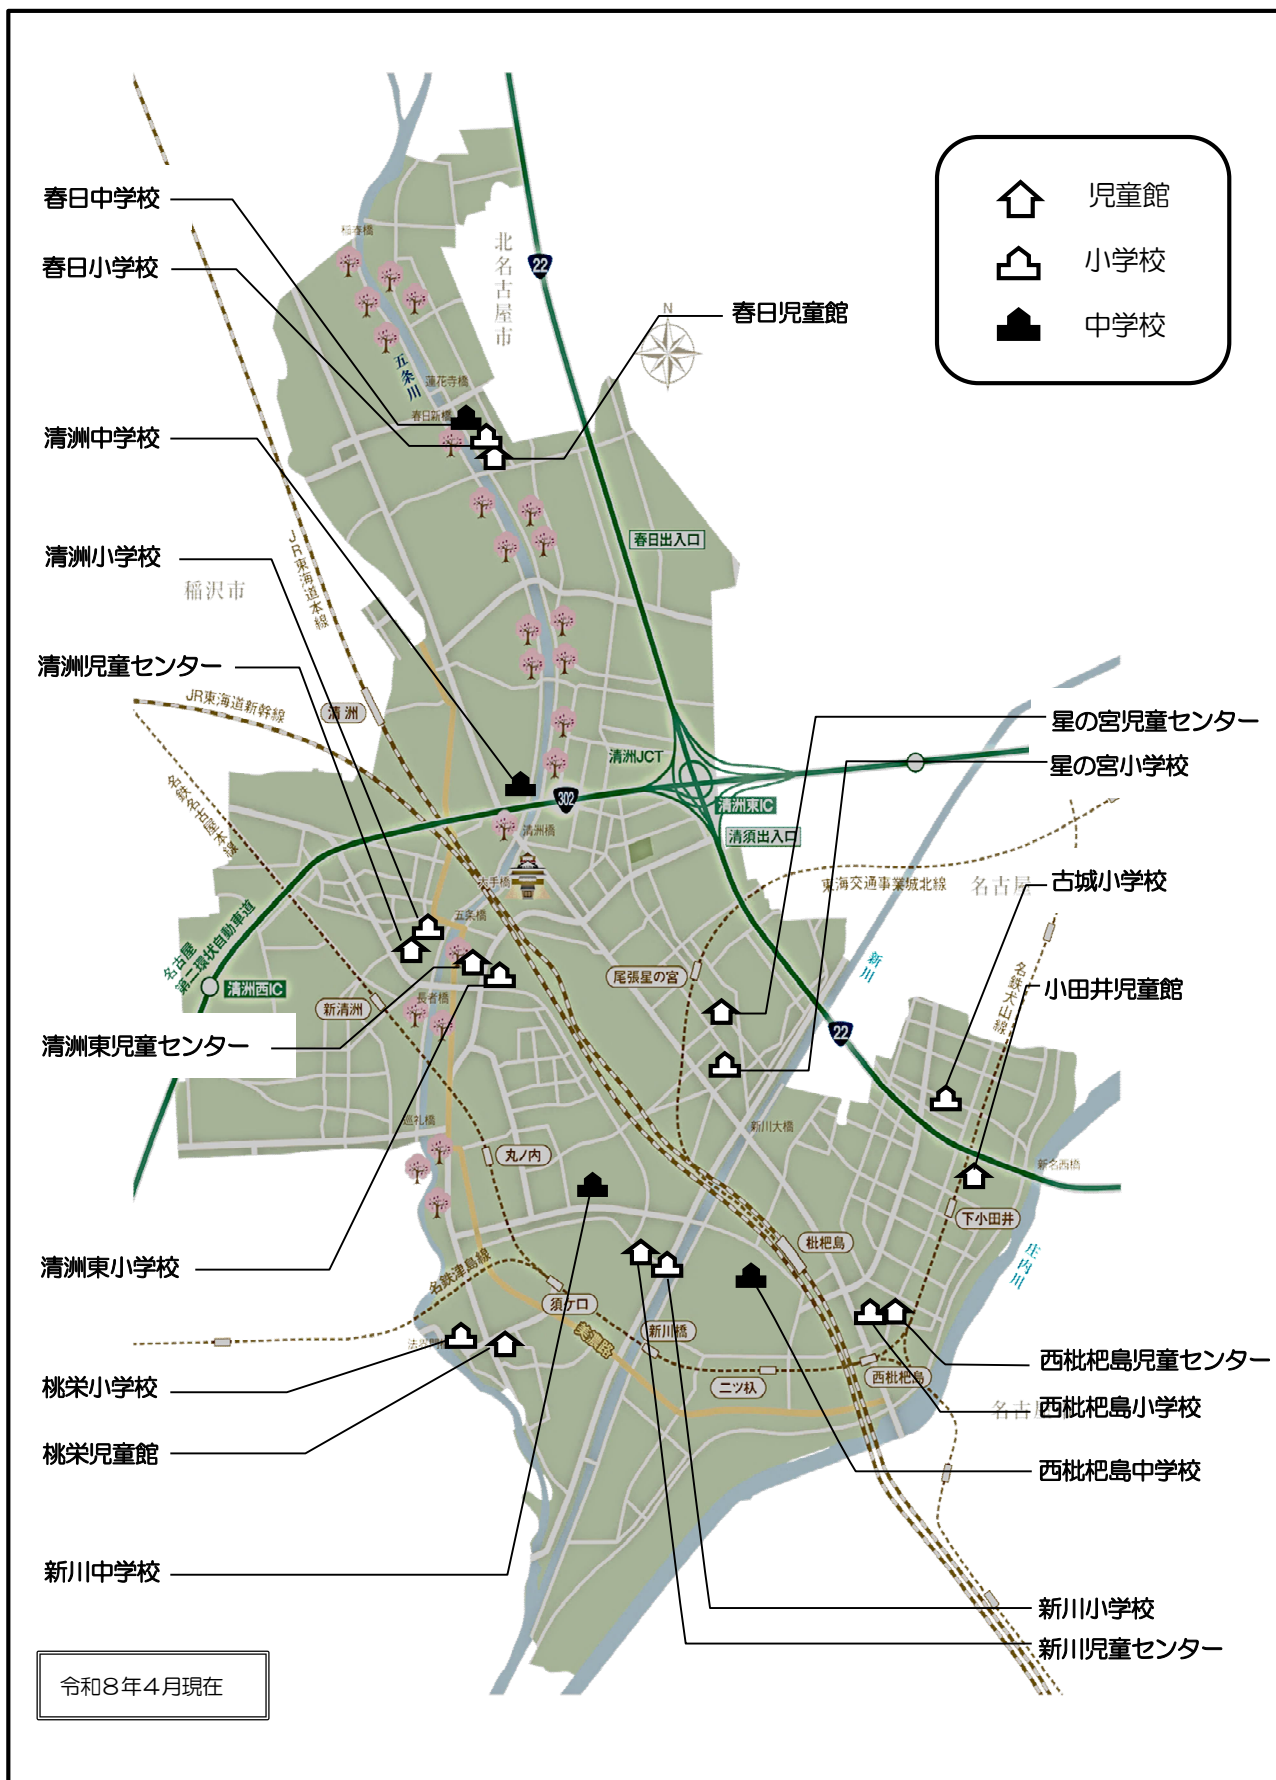 春日中学校
春日小学校
春日児童館
清洲中学校
清洲小学校
清洲児童センター
清洲東児童センター
清洲東小学校
桃栄小学校
桃栄児童館
新川中学校
令和8年4月現在
児童館
小学校
中学校
星の宮児童センター
星の宮小学校
古城小学校
小田井児童館
西枇杷島児童センター
西枇杷島小学校
西枇杷島中学校
新川小学校
新川児童センター
北名古屋市
稲沢市
名古屋
名古屋
N
22
302
22
稲春橋
五条川
蓮花寺橋
春日新橋
春日出入口
JR東海道本線
JR東海道新幹線
清洲
名鉄名古屋本線
清洲JCT
清洲東IC
清須出入口
清洲橋
大手橋
五条橋
東海交通事業城北線
名古屋
第二環状自動車道
清洲西IC
新清洲
長者橋
尾張星の宮
新川
名鉄犬山線
巡礼橋
丸ノ内
新川大橋
新名西橋
下小田井
枇杷島
庄内川
名鉄津島線
須ケ口
美濃路
新川橋
二ツ杁
西枇杷島